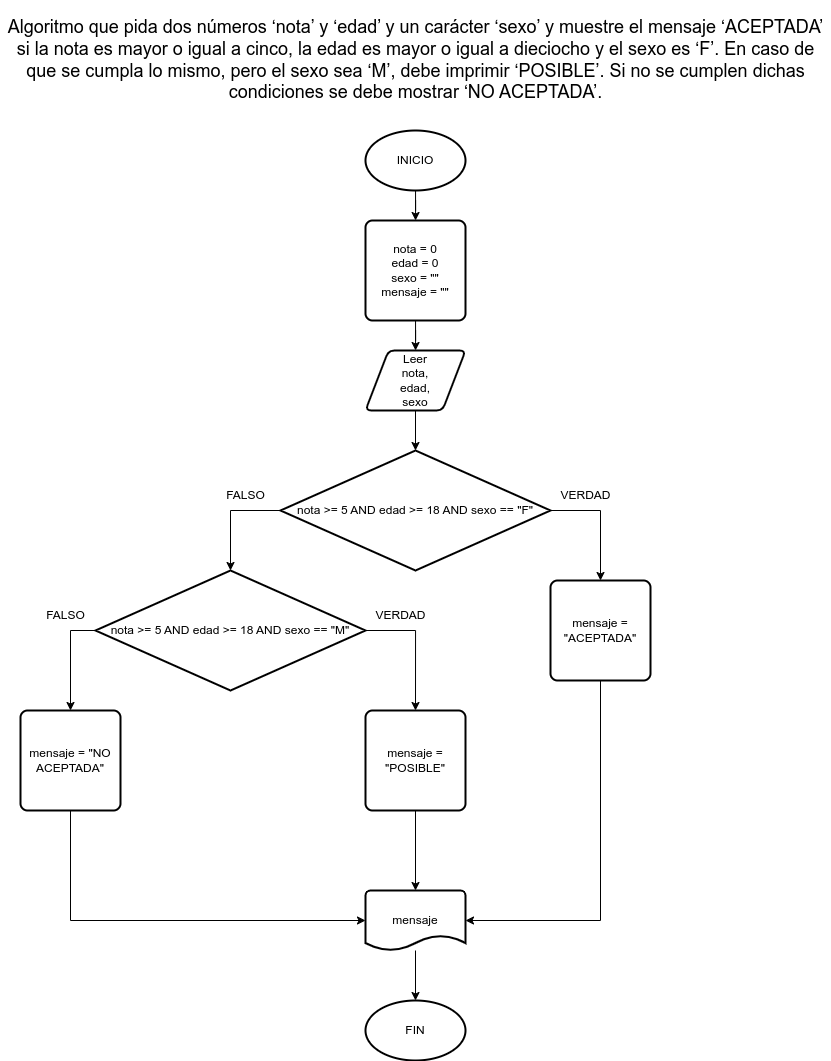 Algoritmo que pida dos números ‘nota’ y ‘edad’ y un carácter ‘sexo’ y muestre el mensaje ‘ACEPTADA’
si la nota es mayor o igual a cinco, la edad es mayor o igual a dieciocho y el sexo es ‘F’. En caso de
que se cumpla lo mismo, pero el sexo sea ‘M’, debe imprimir ‘POSIBLE’. Si no se cumplen dichas
condiciones se debe mostrar ‘NO ACEPTADA’.
INICIO
nota = 0
edad = 0
sexo = ""
mensaje = ""
Leer
nota,
edad,
sexo
FALSO
VERDAD
nota >= 5 AND edad >= 18 AND sexo == "F"
FALSO
VERDAD
nota >= 5 AND edad >= 18 AND sexo == "M"
mensaje =
"ACEPTADA"
mensaje = "NO
ACEPTADA"
mensaje =
"POSIBLE"
mensaje
FIN